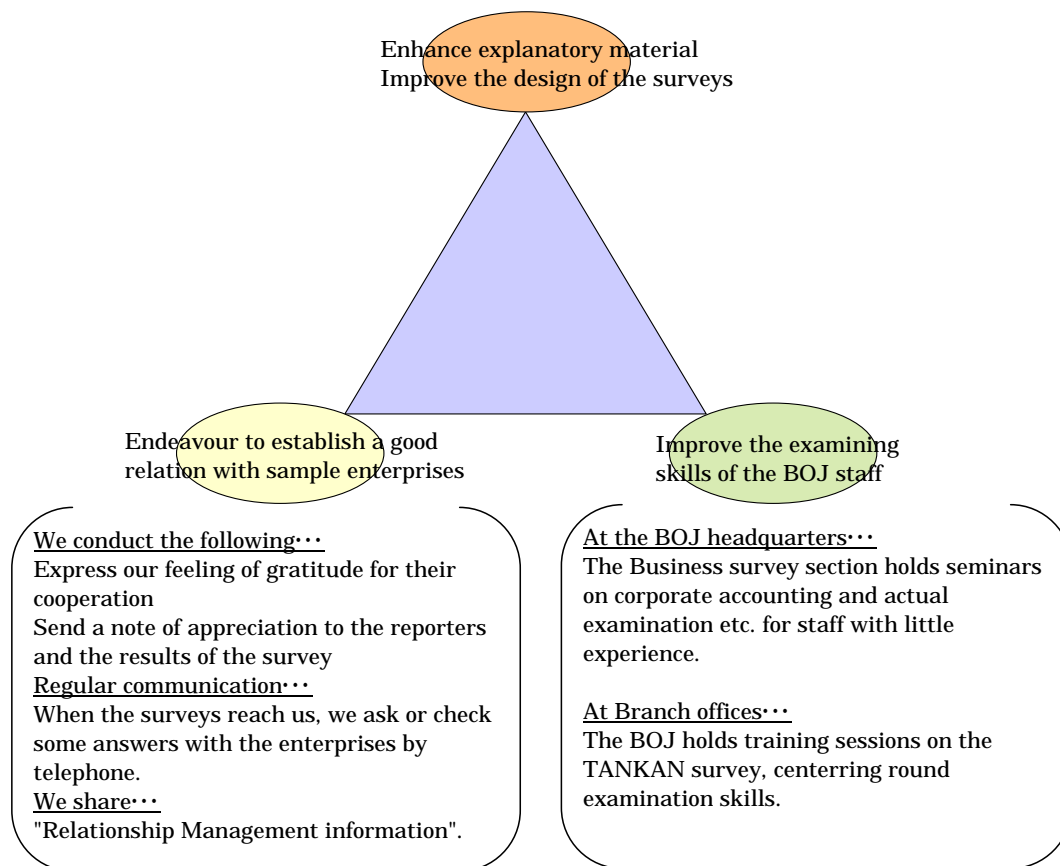 Enhance explanatory material
Improve the design of the surveys
Endeavour to establish a good
relation with sample enterprises
Improve the examining
skills of the BOJ staff
We conduct the following･･･
Express our feeling of gratitude for their
cooperation
Send a note of appreciation to the reporters
and the results of the survey
Regular communication･･･
When the surveys reach us, we ask or check
some answers with the enterprises by
telephone.
We share･･･
"Relationship Management information".
At the BOJ headquarters･･･
The Business survey section holds seminars
on corporate accounting and actual
examination etc. for staff with little
experience.
At Branch offices･･･
The BOJ holds training sessions on the
TANKAN survey, centerring round
examination skills.